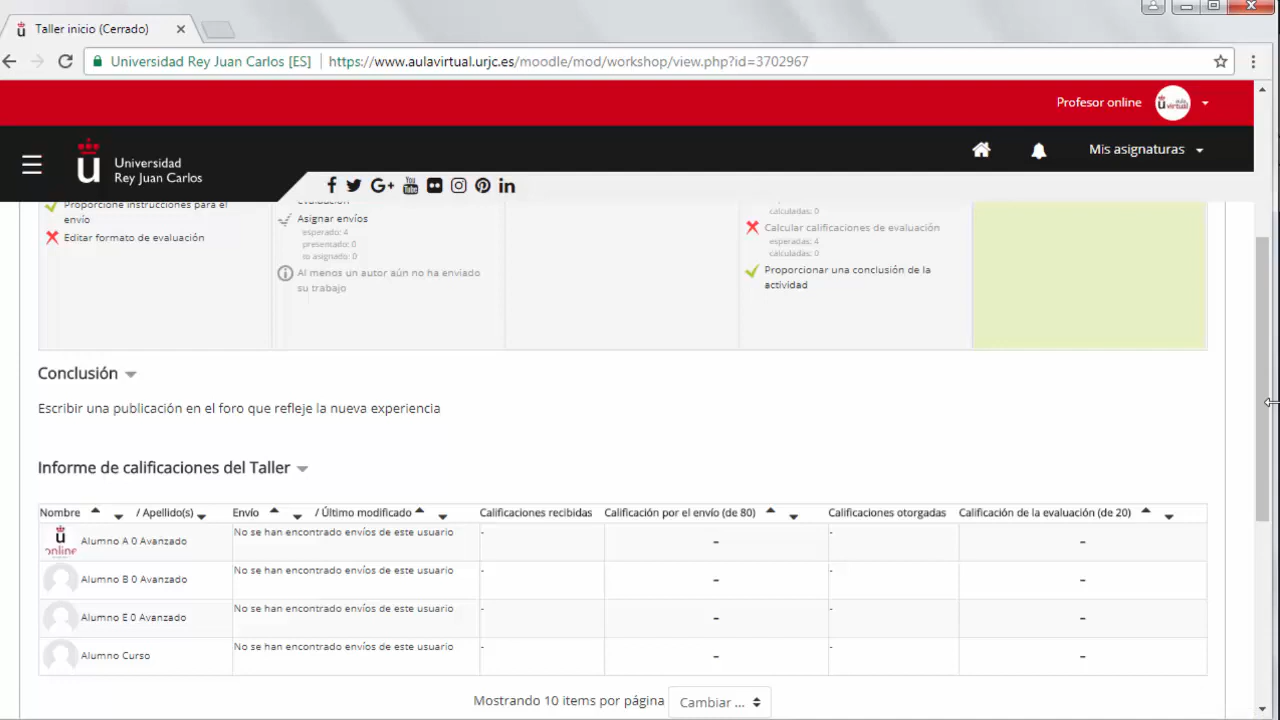 Taller inicio (Cerrado)
Universidad Rey Juan Carlos [ES] https://www.aulavirtual.urjc.es/moodle/mod/workshop/view.php?id=3702967
Profesor online
Universidad
Rey Juan Carlos
Mis asignaturas
Proporcione instrucciones para el
envío
Editar formato de evaluación
evaluación
Asignar envíos
esperado: 4
presentado: 0
to asignado: 0
Al menos un autor aún no ha enviado
su trabajo
calculadas: 0
Calcular calificaciones de evaluación
esperadas: 4
calculadas: 0
Proporcionar una conclusión de la
actividad
Conclusión
Escribir una publicación en el foro que refleje la nueva experiencia
Informe de calificaciones del Taller
Nombre / Apellido(s) Envío / Último modificado Calificaciones recibidas Calificación por el envío (de 80) Calificaciones otorgadas Calificación de la evaluación (de 20)
online Alumno A 0 Avanzado No se han encontrado envíos de este usuario - - - -
Alumno B 0 Avanzado No se han encontrado envíos de este usuario - - - -
Alumno E 0 Avanzado No se han encontrado envíos de este usuario - - - -
Alumno Curso No se han encontrado envíos de este usuario - - - -
Mostrando 10 items por página Cambiar ...